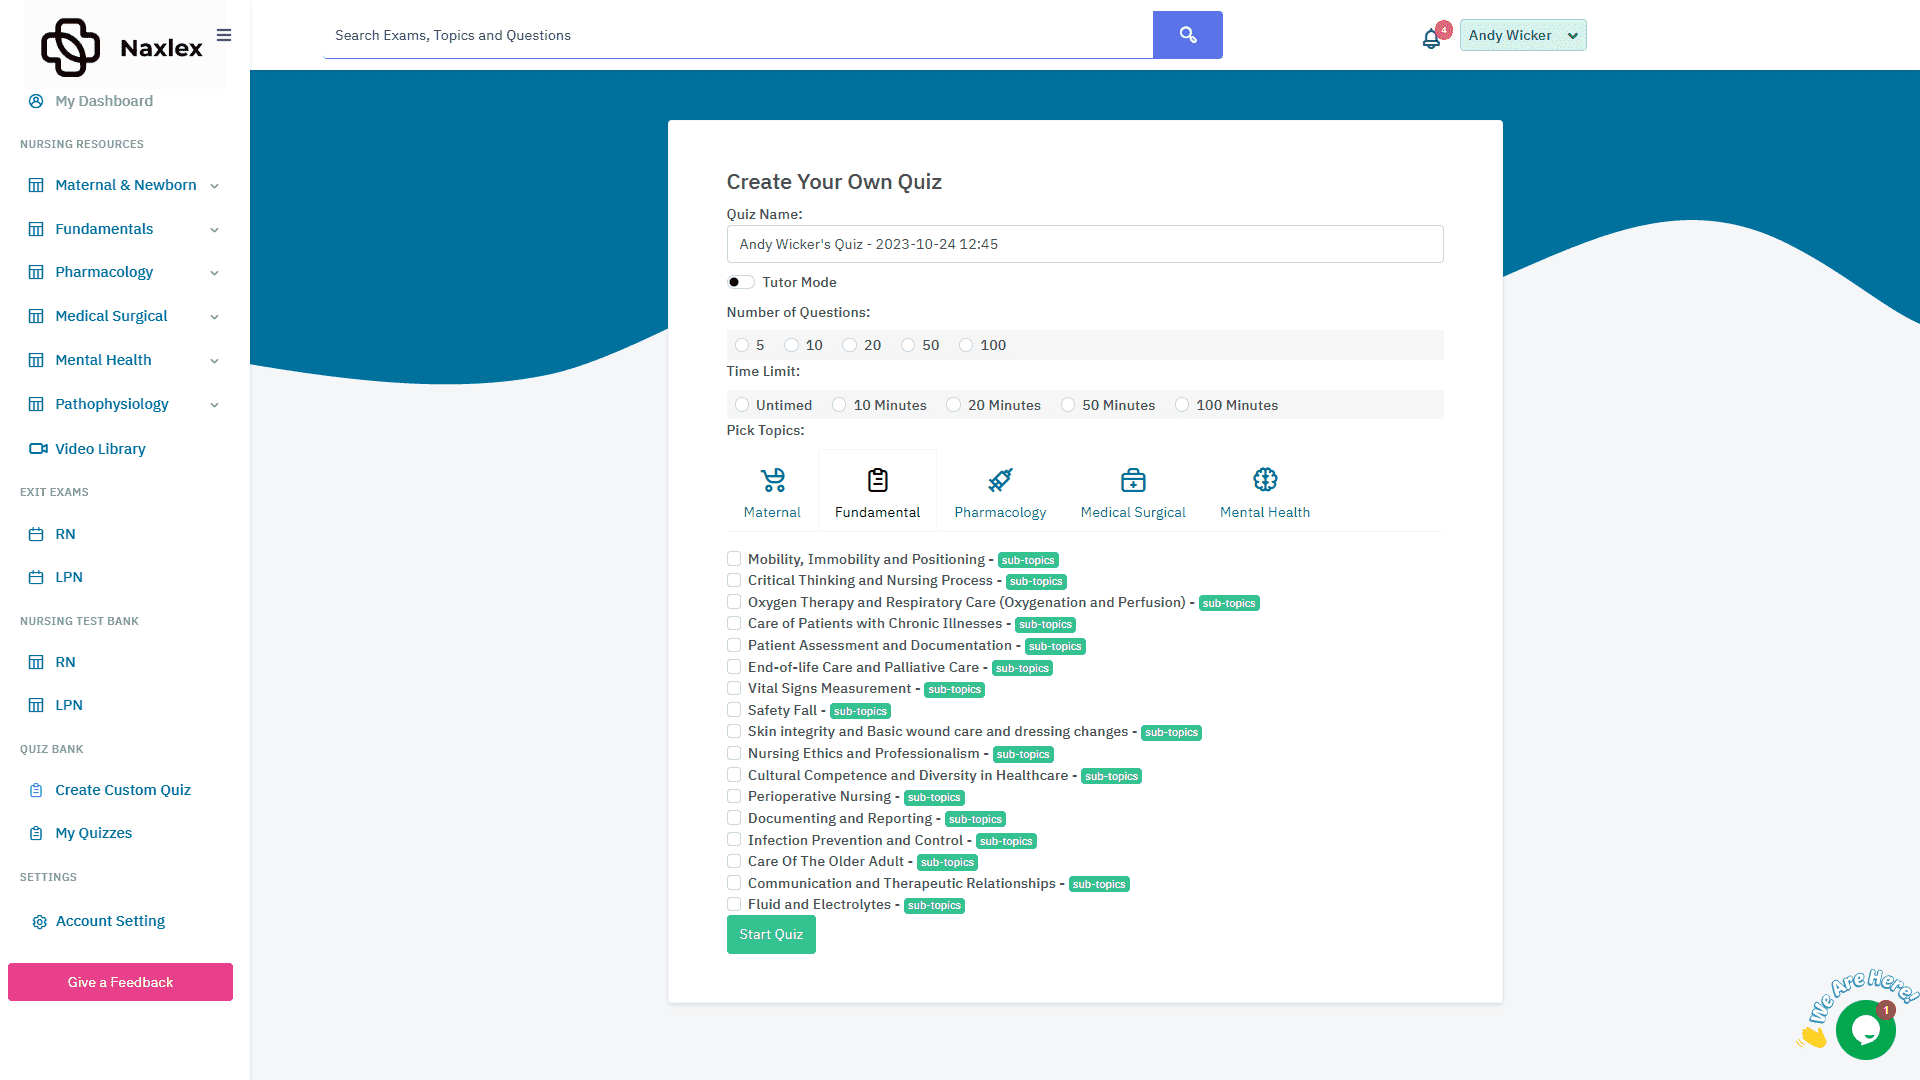 Naxlex
Search Exams, Topics and Questions
4
Andy Wicker
My Dashboard
NURSING RESOURCES
Maternal & Newborn
Fundamentals
Pharmacology
Medical Surgical
Mental Health
Pathophysiology
Video Library
EXIT EXAMS
RN
LPN
NURSING TEST BANK
RN
LPN
QUIZ BANK
Create Custom Quiz
My Quizzes
SETTINGS
Account Setting
Give a Feedback
Create Your Own Quiz
Quiz Name:
Andy Wicker's Quiz - 2023-10-24 12:45
Tutor Mode
Number of Questions:
5 10 20 50 100
Time Limit:
Untimed 10 Minutes 20 Minutes 50 Minutes 100 Minutes
Pick Topics:
Maternal Fundamental Pharmacology Medical Surgical Mental Health
Mobility, Immobility and Positioning - sub-topics
Critical Thinking and Nursing Process - sub-topics
Oxygen Therapy and Respiratory Care (Oxygenation and Perfusion) - sub-topics
Care of Patients with Chronic Illnesses - sub-topics
Patient Assessment and Documentation - sub-topics
End-of-life Care and Palliative Care - sub-topics
Vital Signs Measurement - sub-topics
Safety Fall - sub-topics
Skin integrity and Basic wound care and dressing changes - sub-topics
Nursing Ethics and Professionalism - sub-topics
Cultural Competence and Diversity in Healthcare - sub-topics
Perioperative Nursing - sub-topics
Documenting and Reporting - sub-topics
Infection Prevention and Control - sub-topics
Care Of The Older Adult - sub-topics
Communication and Therapeutic Relationships - sub-topics
Fluid and Electrolytes - sub-topics
Start Quiz
We Are Here!
1